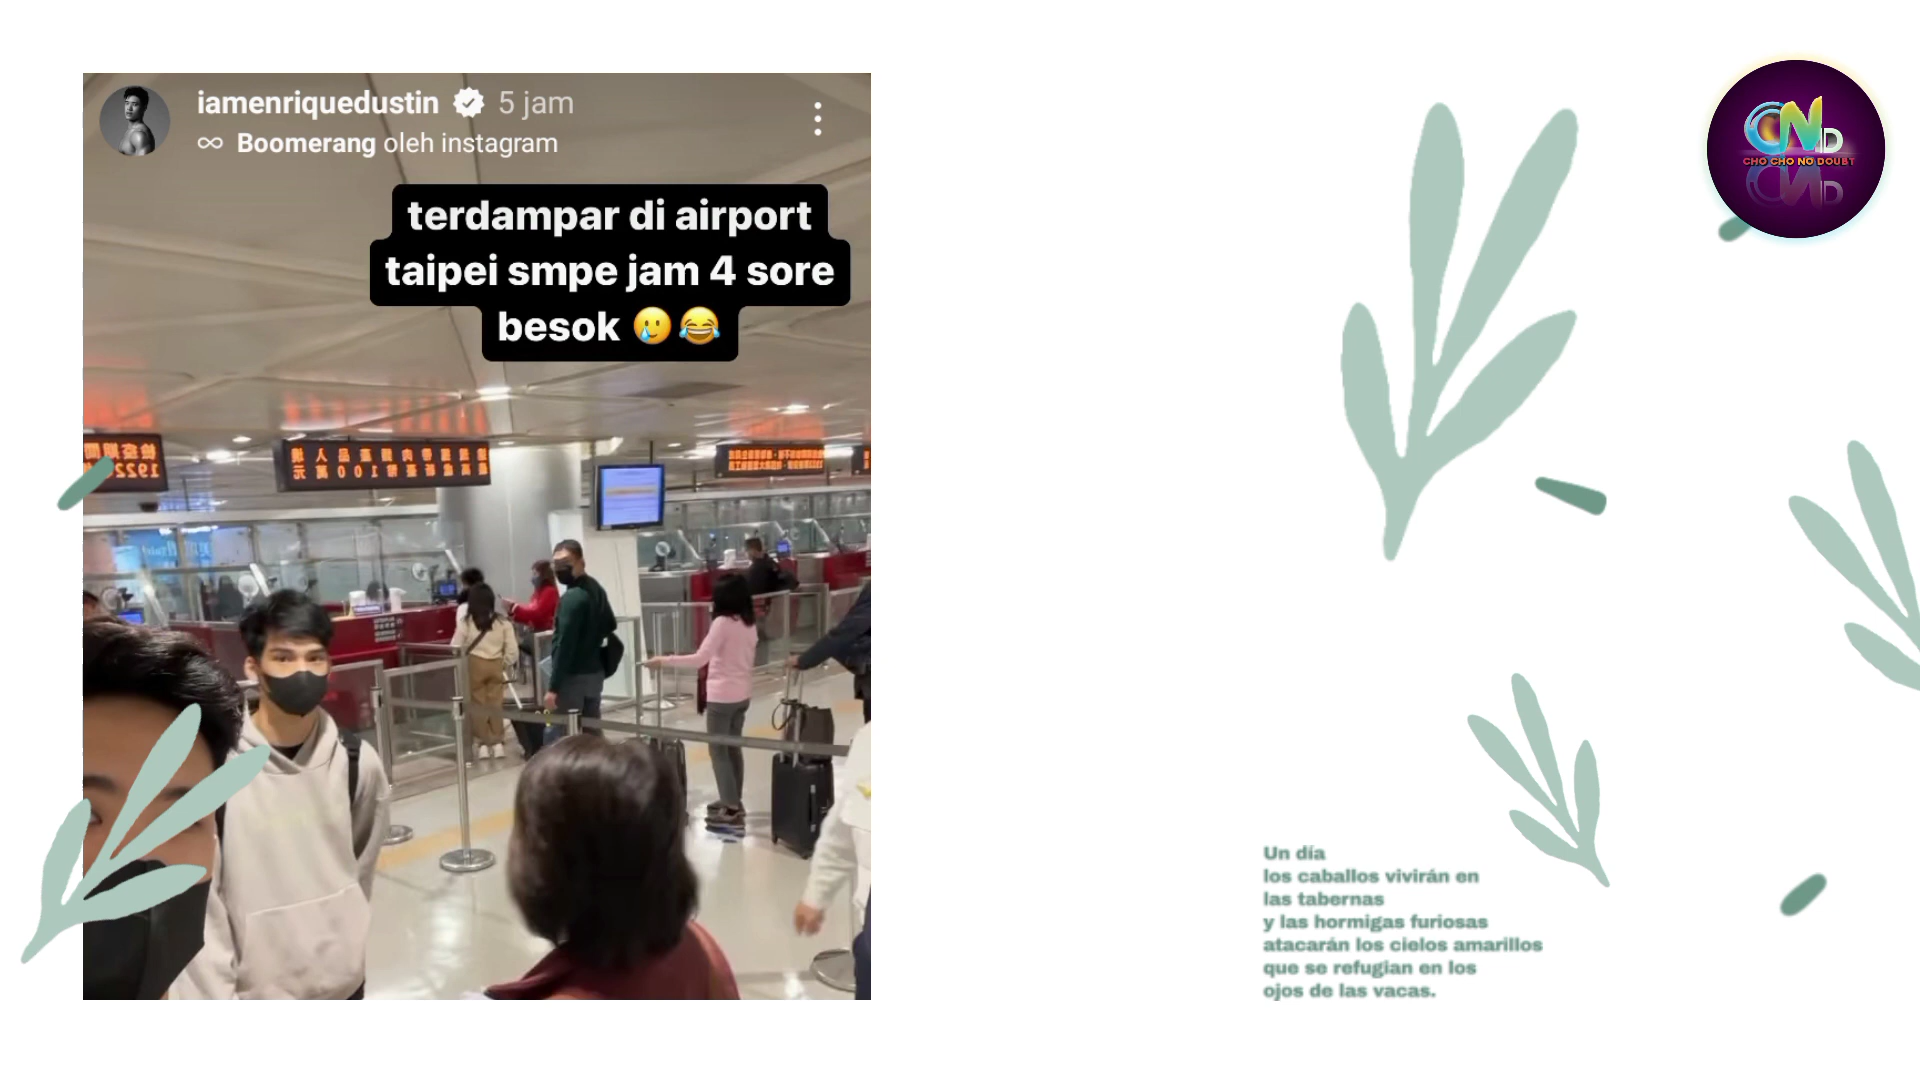 iamenriquedustin 5 jam
Boomerang oleh instagram
terdampar di airport
taipei smpe jam 4 sore
besok 🥲😂
CND
CHO CHO NO DOUBT
Un día
los caballos vivirán en
las tabernas
y las hormigas furiosas
atacarán los cielos amarillos
que se refugian en los
ojos de las vacas.